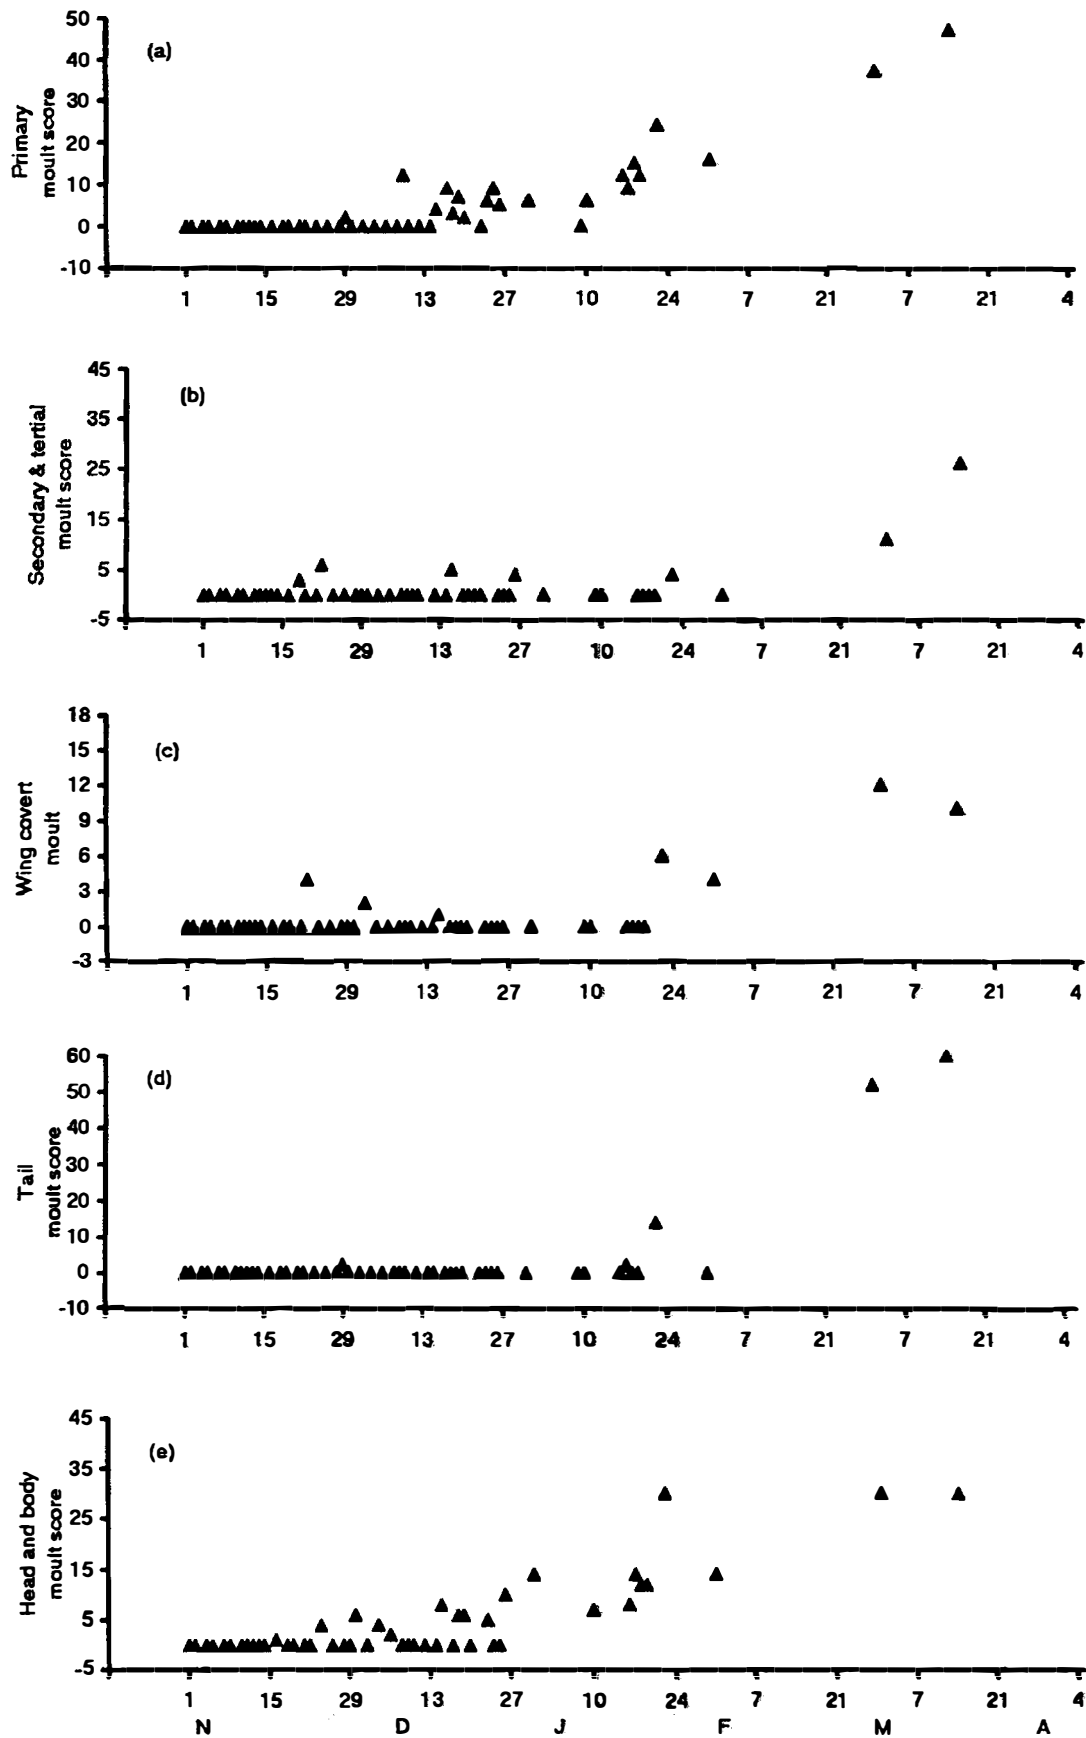 (a)
Primary
moult score
50
40
30
20
10
0
-10
1 15 29 13 27 10 24 7 21 7 21 4
(b)
Secondary & tertial
moult score
45
35
25
15
5
-5
1 15 29 13 27 10 24 7 21 7 21 4
(c)
Wing covert
moult
18
15
12
9
6
3
0
-3
1 15 29 13 27 10 24 7 21 7 21 4
(d)
Tail
moult score
60
50
40
30
20
10
0
-10
1 15 29 13 27 10 24 7 21 7 21 4
(e)
Head and body
moult score
45
35
25
15
5
-5
1 15 29 13 27 10 24 7 21 7 21 4
N D J F M A